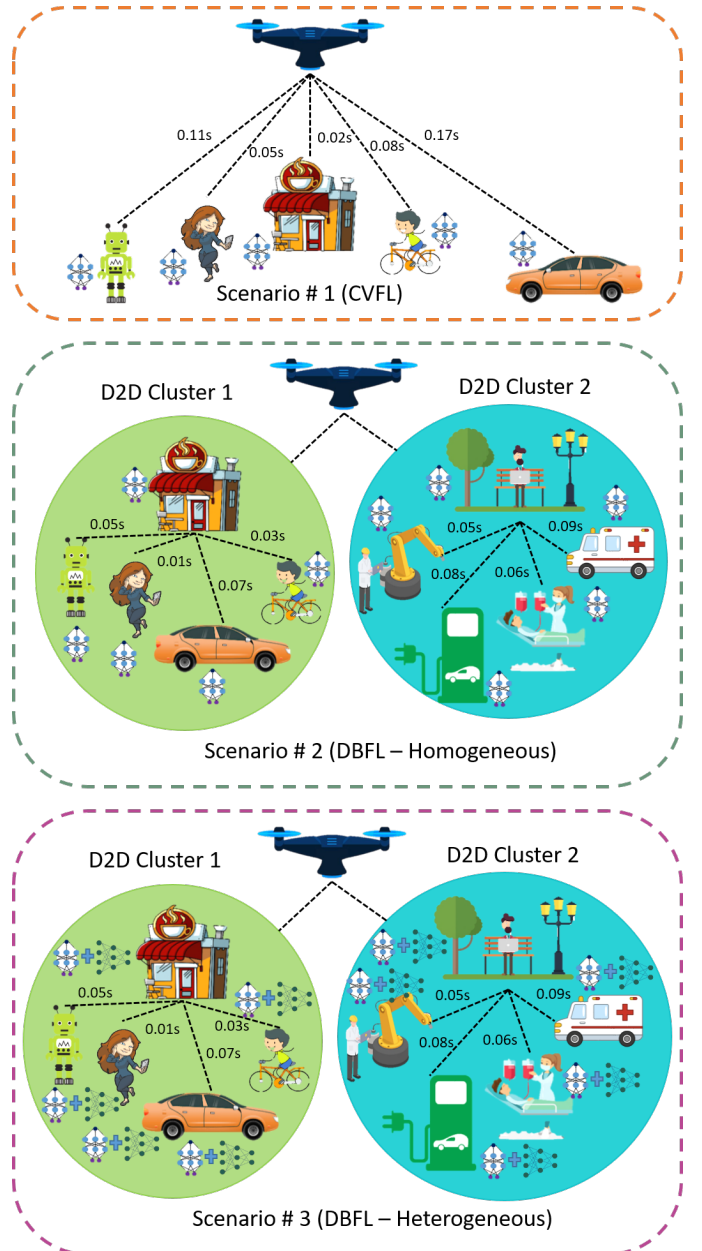 0.11s
0.05s
0.02s
0.08s
0.17s
Scenario # 1 (CVFL)
D2D Cluster 1
D2D Cluster 2
0.05s
0.01s
0.07s
0.03s
0.05s
0.09s
0.08s
0.06s
Scenario # 2 (DBFL – Homogeneous)
D2D Cluster 1
D2D Cluster 2
0.05s
0.01s
0.03s
0.07s
0.05s
0.09s
0.08s
0.06s
Scenario # 3 (DBFL – Heterogeneous)